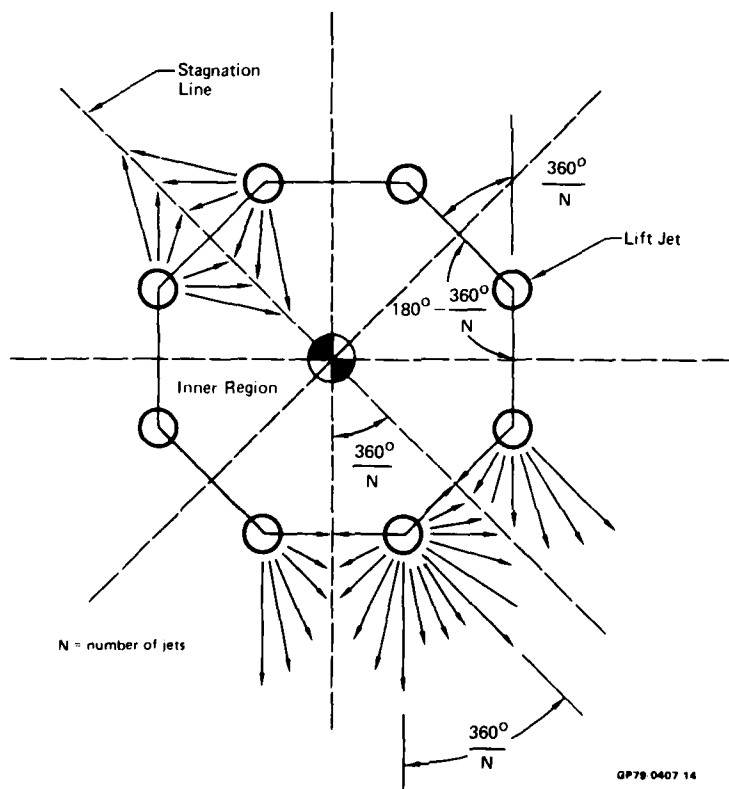 Stagnation
Line
360°
N
Lift Jet
180° – 360°
N
Inner Region
360°
N
N = number of jets
360°
N
GP79-0407-14